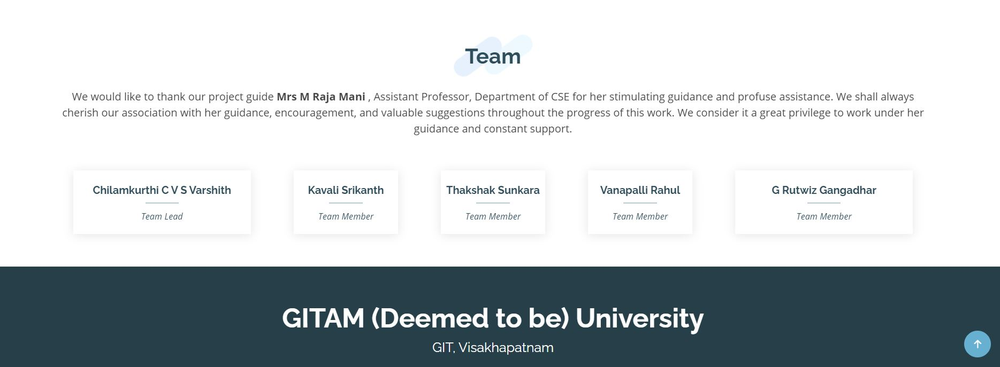 Team
We would like to thank our project guide Mrs M Raja Mani , Assistant Professor, Department of CSE for her stimulating guidance and profuse assistance. We shall always
cherish our association with her guidance, encouragement, and valuable suggestions throughout the progress of this work. We consider it a great privilege to work under her
guidance and constant support.
Chilamkurthi C V S Varshith
Team Lead
Kavali Srikanth
Team Member
Thakshak Sunkara
Team Member
Vanapalli Rahul
Team Member
G Rutwiz Gangadhar
Team Member
GITAM (Deemed to be) University
GIT, Visakhapatnam